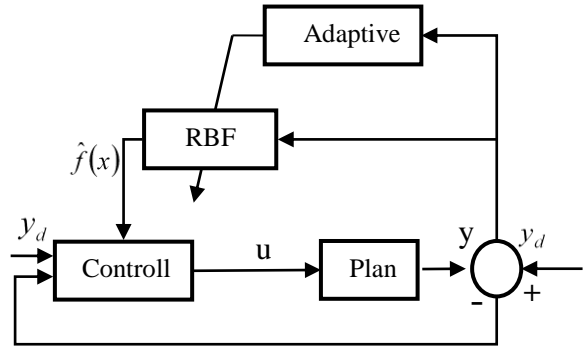 Adaptive
RBF
f̂(x)
y_d
Controll
u
Plan
y
y_d
-
+